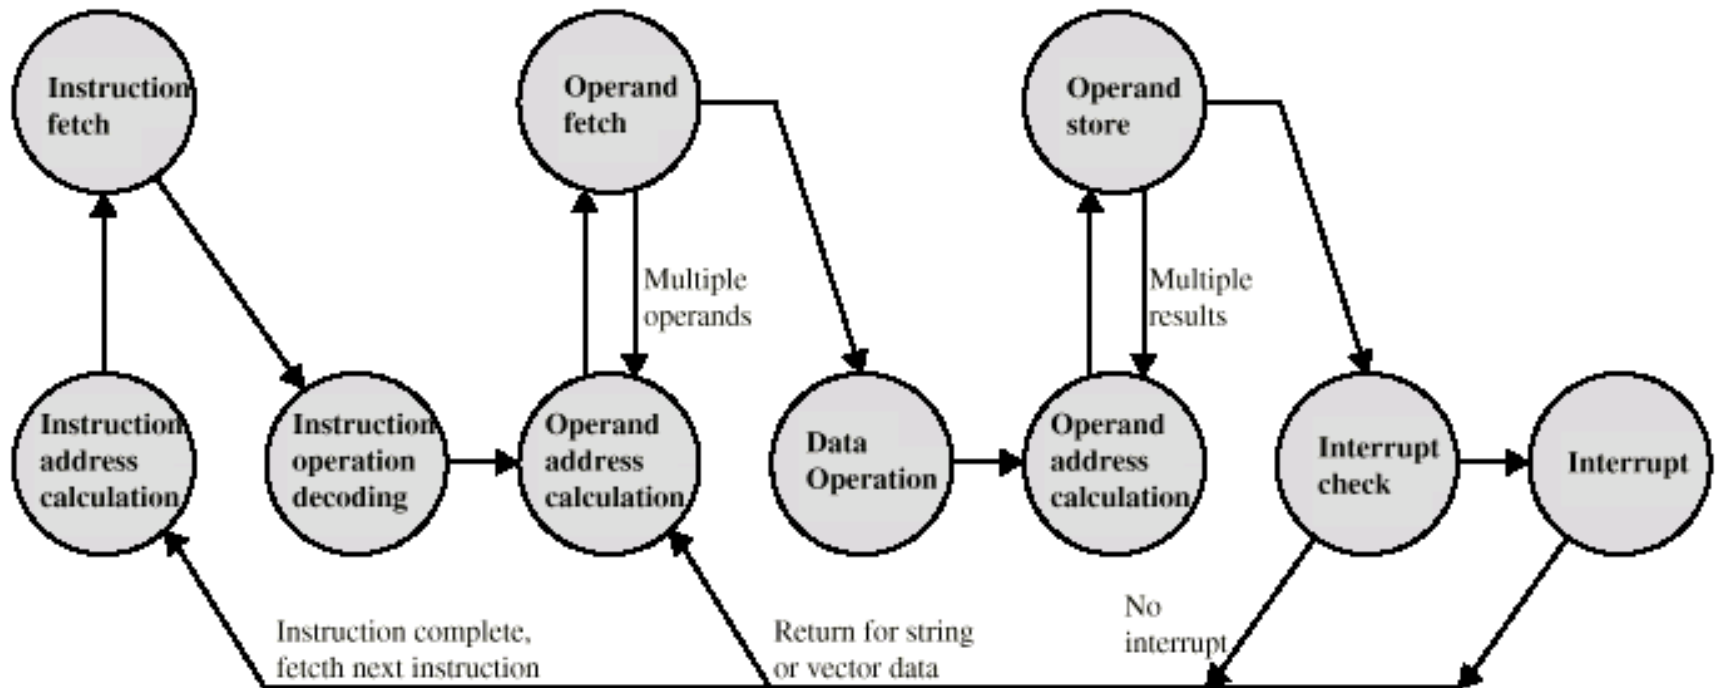 Instruction
fetch
Operand
fetch
Operand
store
Multiple
operands
Multiple
results
Instruction
address
calculation
Instruction
operation
decoding
Operand
address
calculation
Data
Operation
Operand
address
calculation
Interrupt
check
Interrupt
Instruction complete,
fetcth next instruction
Return for string
or vector data
No
interrupt